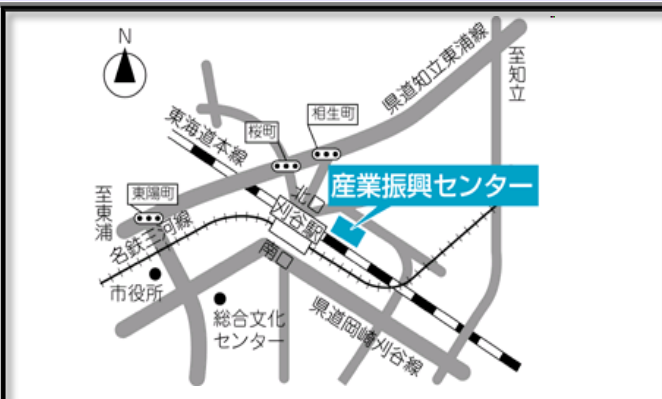 N
県道知立東浦線
至知立
相生町
桜町
東海道本線
産業振興センター
北口
刈谷駅
東陽町
至東浦
名鉄三河線
南口
市役所
総合文化
センター
県道岡崎刈谷線